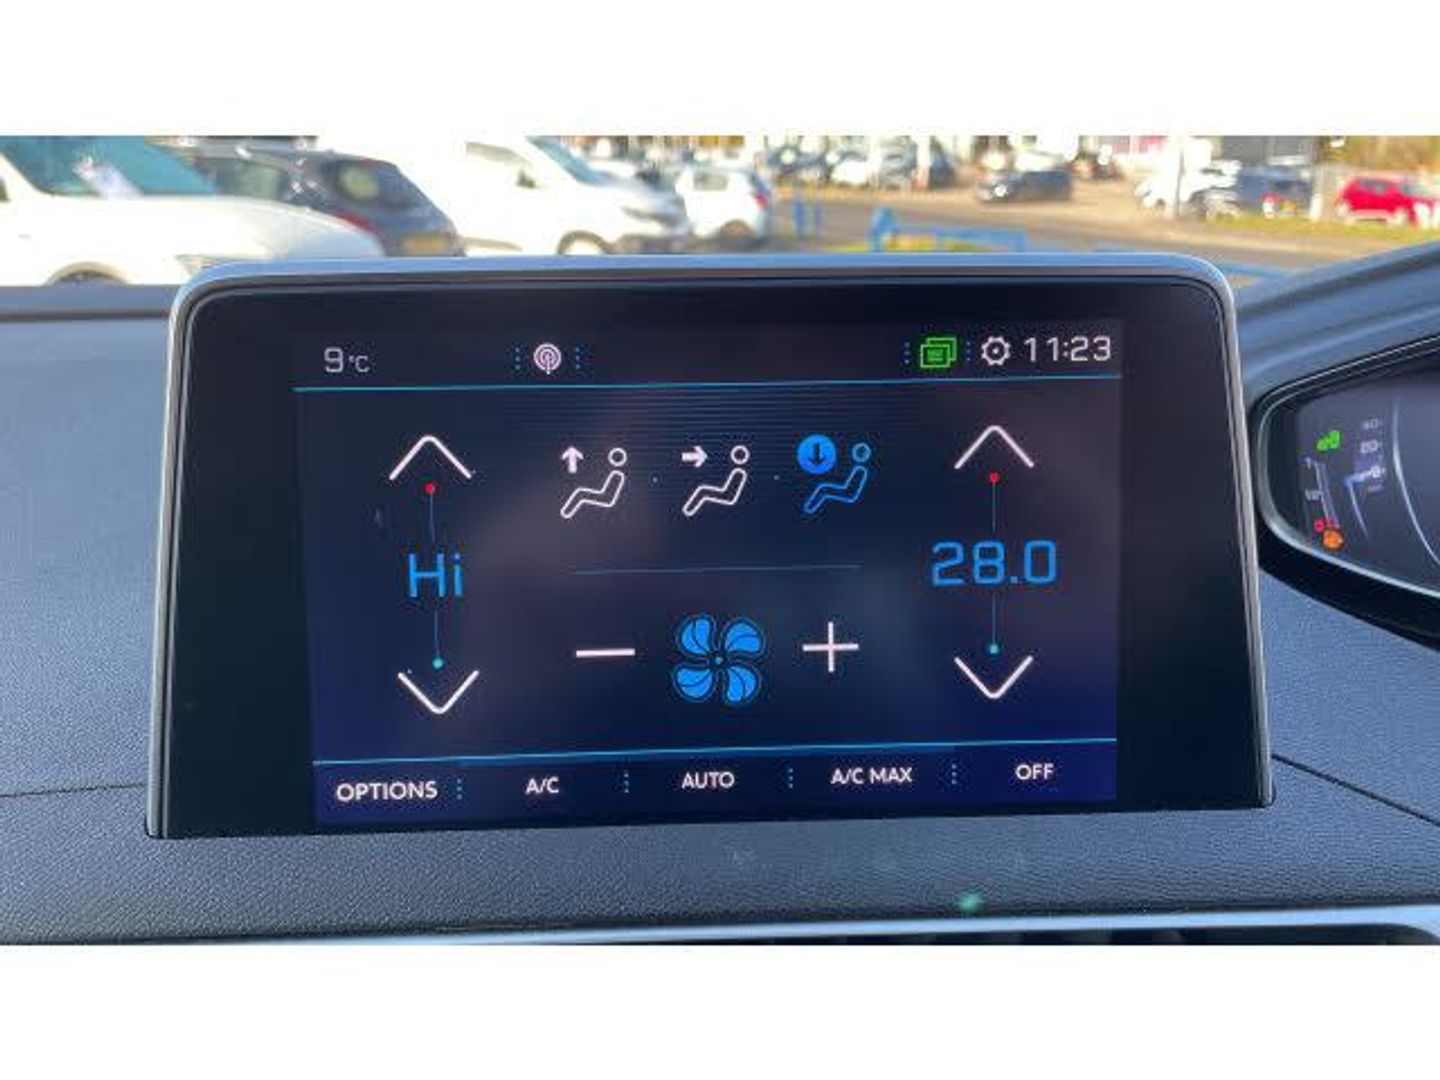 9°C 11:23
Hi 28.0
OPTIONS A/C AUTO A/C MAX OFF